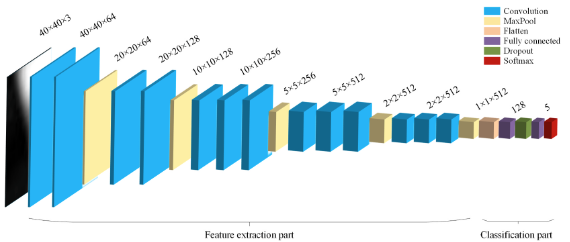 40×40×3
40×40×64
20×20×64
20×20×128
10×10×128
10×10×256
5×5×256
5×5×512
2×2×512
2×2×512
1×1×512
128
5
Convolution
MaxPool
Flatten
Fully connected
Dropout
Softmax
Feature extraction part
Classification part